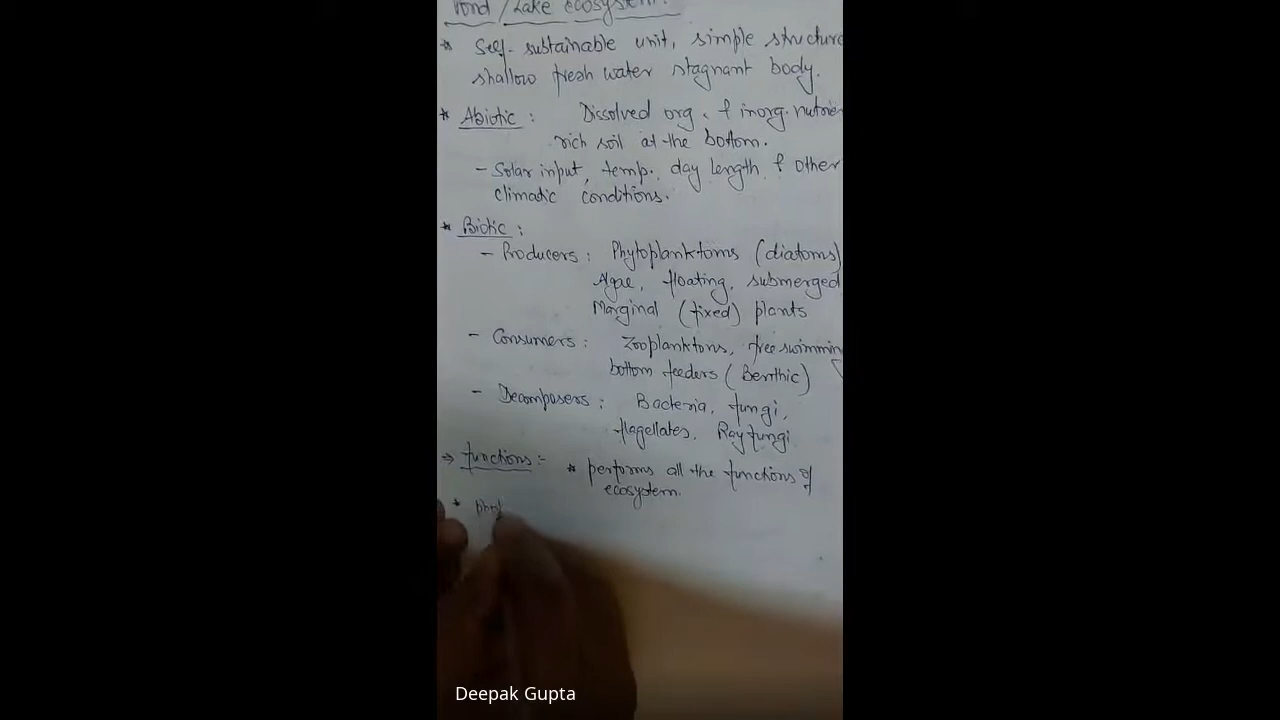 Pond / Lake ecosystem.
* Self-sustainable unit, simple structure
shallow fresh water stagnant body.
* Abiotic : Dissolved org. & inorg. nutrien
rich soil at the bottom.
- Solar input, temp., day length & other
climatic conditions.
* Biotic :
- Producers : Phytoplanktoms (diatoms)
Algae, floating, submerged
Marginal (fixed) plants
- Consumers : Zooplanktons, free swimmin
bottom feeders (Benthic)
- Decomposers : Bacteria, fungi,
flagellates, Ray fungi
⇒ functions :- * performs all the functions of
ecosystem.
*
Deepak Gupta